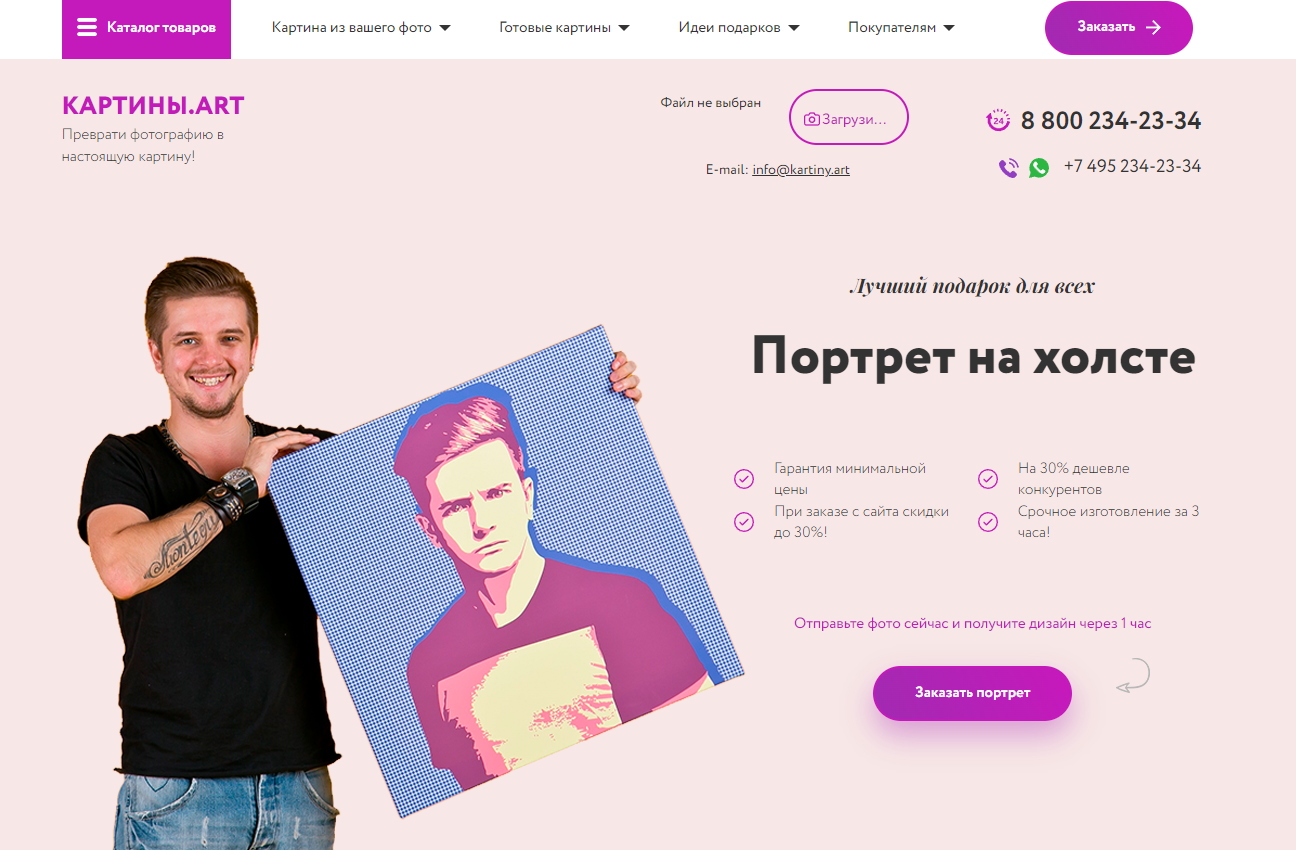 Каталог товаров
Картина из вашего фото
Готовые картины
Идеи подарков
Покупателям
Заказать
КАРТИНЫ.ART
Преврати фотографию в
настоящую картину!
Файл не выбран
Загрузи...
E-mail: info@kartiny.art
24
8 800 234-23-34
+7 495 234-23-34
Лучший подарок для всех
Портрет на холсте
Гарантия минимальной
цены
На 30% дешевле
конкурентов
При заказе с сайта скидки
до 30%!
Срочное изготовление за 3
часа!
Отправьте фото сейчас и получите дизайн через 1 час
Заказать портрет